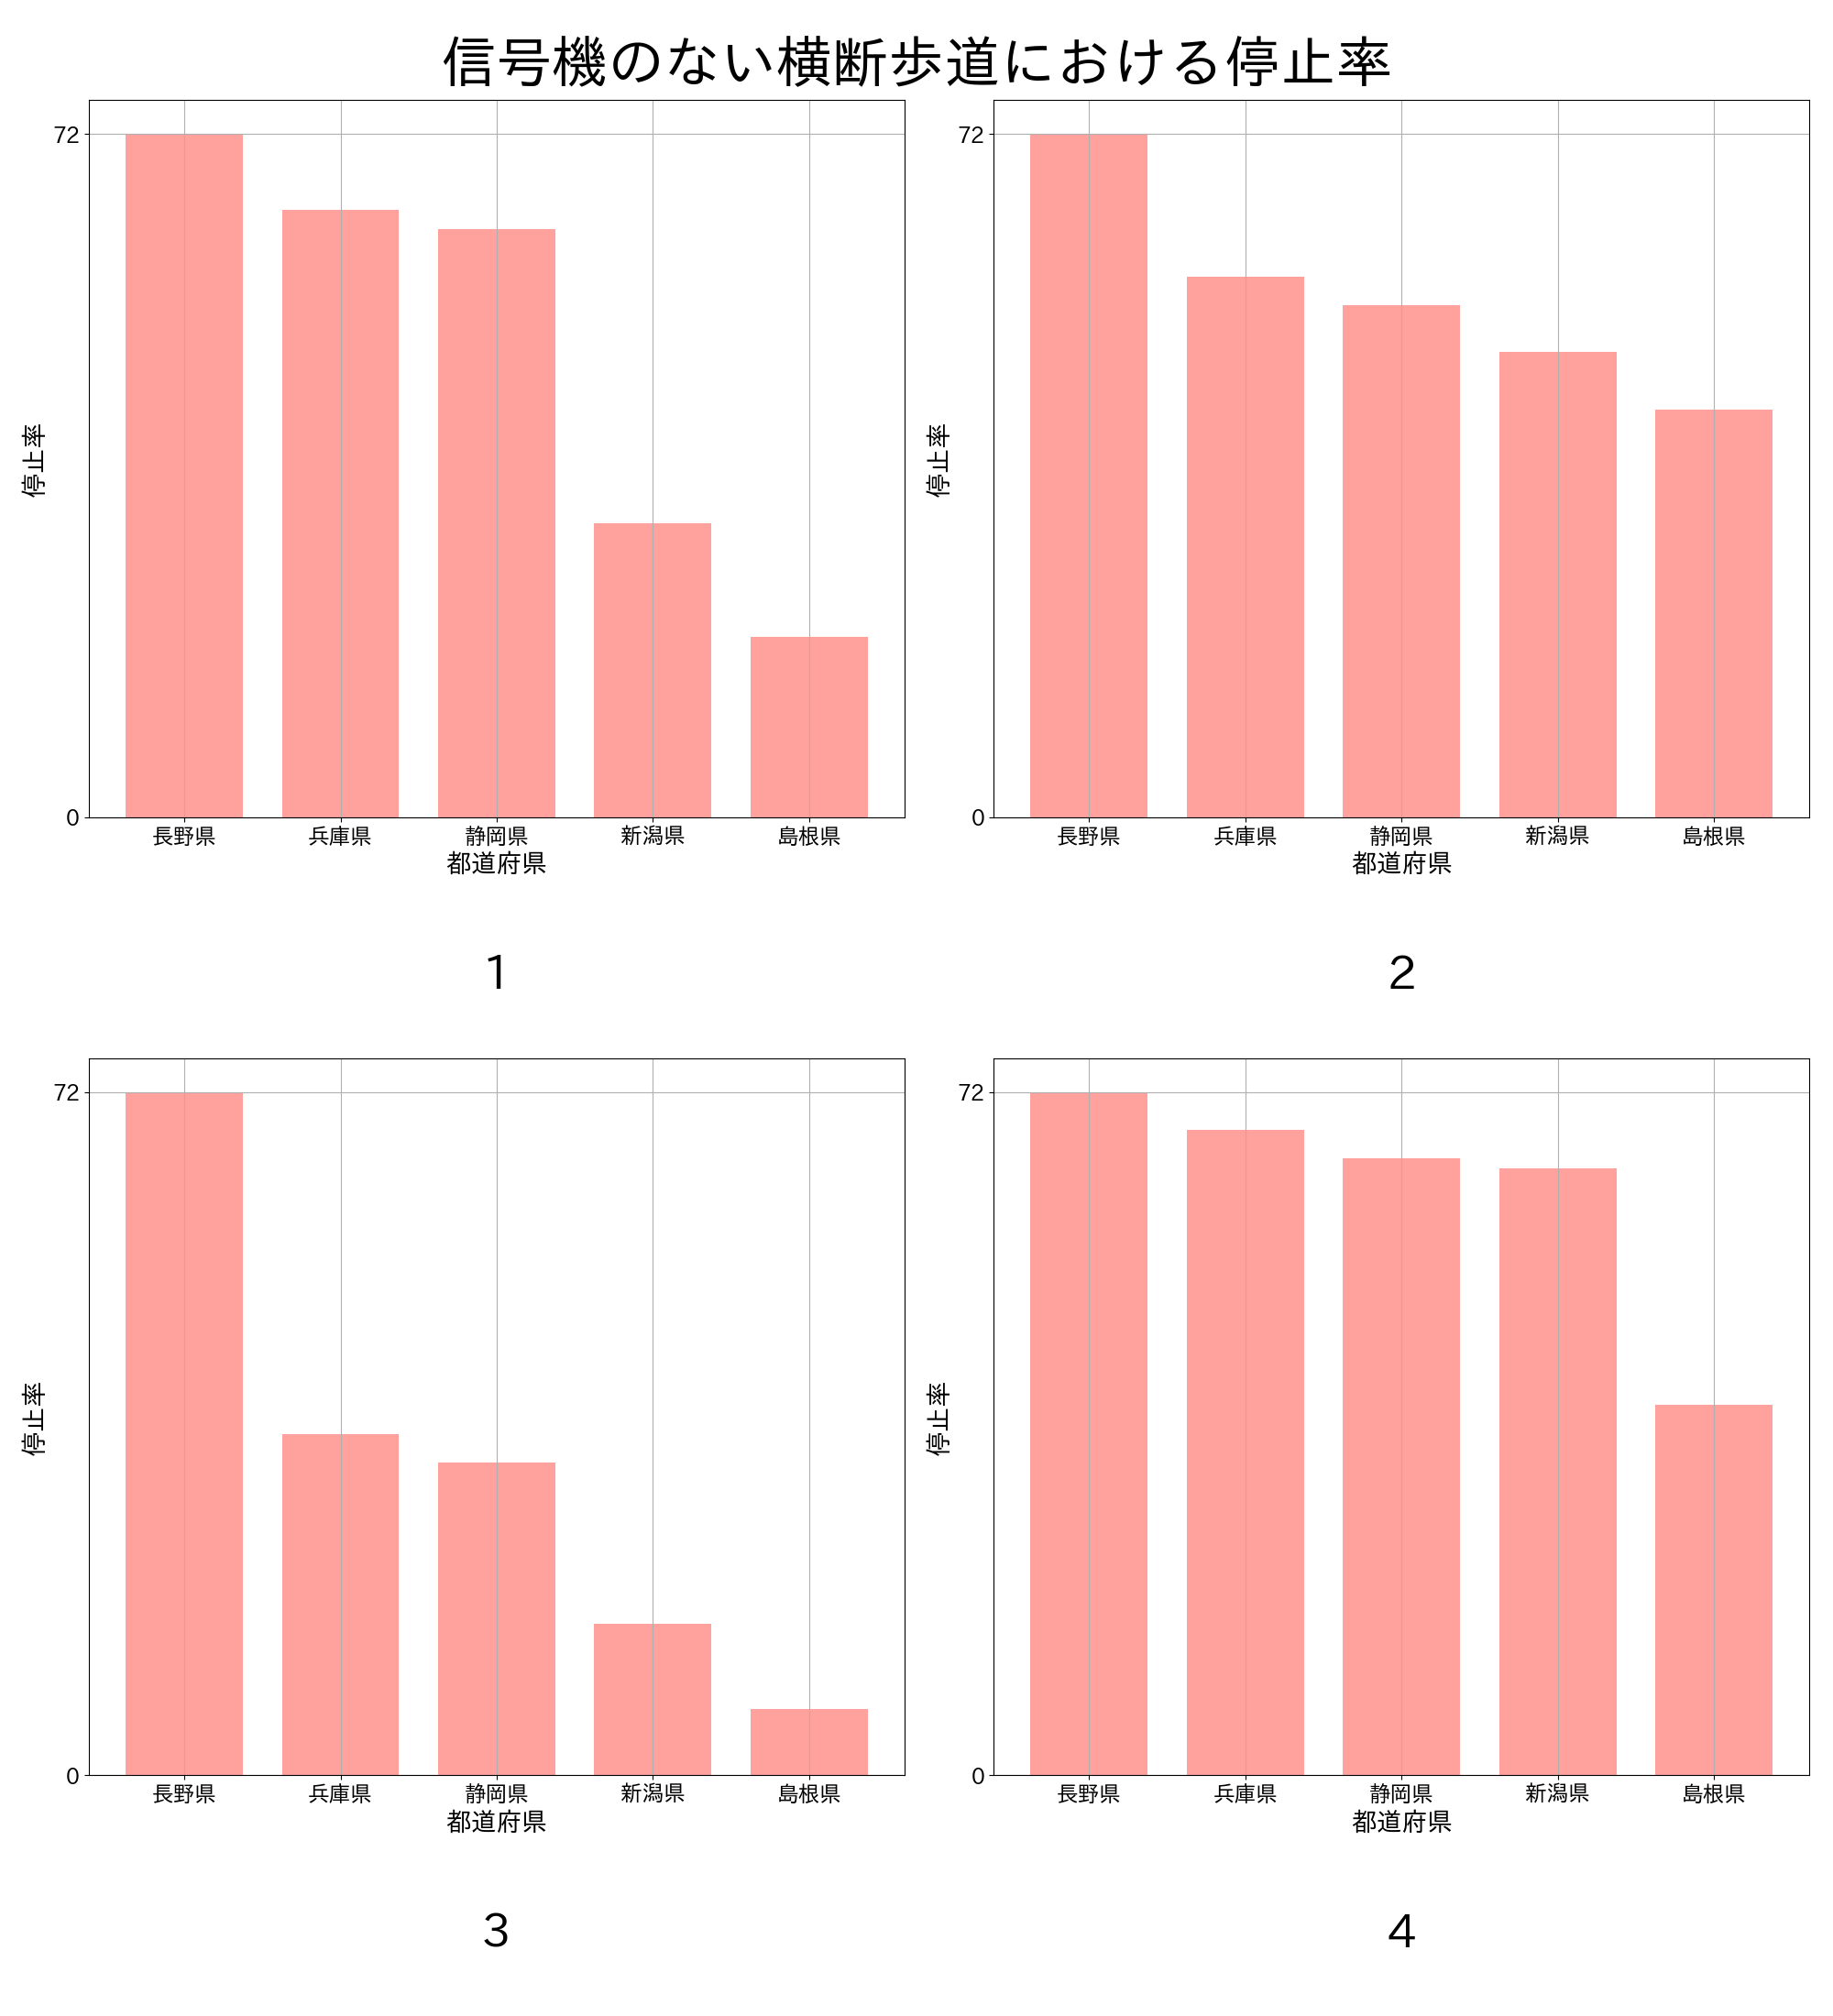 信号機のない横断歩道における停止率
72
0
停止率
長野県 兵庫県 静岡県 新潟県 島根県
都道府県
1
72
0
停止率
長野県 兵庫県 静岡県 新潟県 島根県
都道府県
2
72
0
停止率
長野県 兵庫県 静岡県 新潟県 島根県
都道府県
3
72
0
停止率
長野県 兵庫県 静岡県 新潟県 島根県
都道府県
4